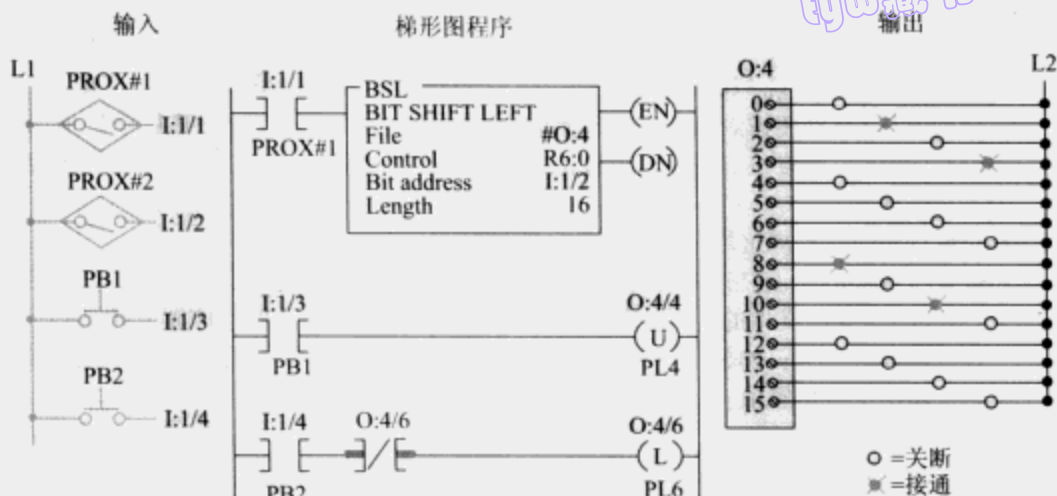 输入
梯形图程序
输出
L1
PROX#1
I:1/1
PROX#2
I:1/2
PB1
I:1/3
PB2
I:1/4
I:1/1
PROX#1
BSL
BIT SHIFT LEFT
File #O:4
Control R6:0
Bit address I:1/2
Length 16
EN
DN
I:1/3
PB1
O:4/4
U
PL4
I:1/4
PB2
O:4/6
O:4/6
L
PL6
O:4
L2
0
1
2
3
4
5
6
7
8
9
10
11
12
13
14
15
=关断
=接通